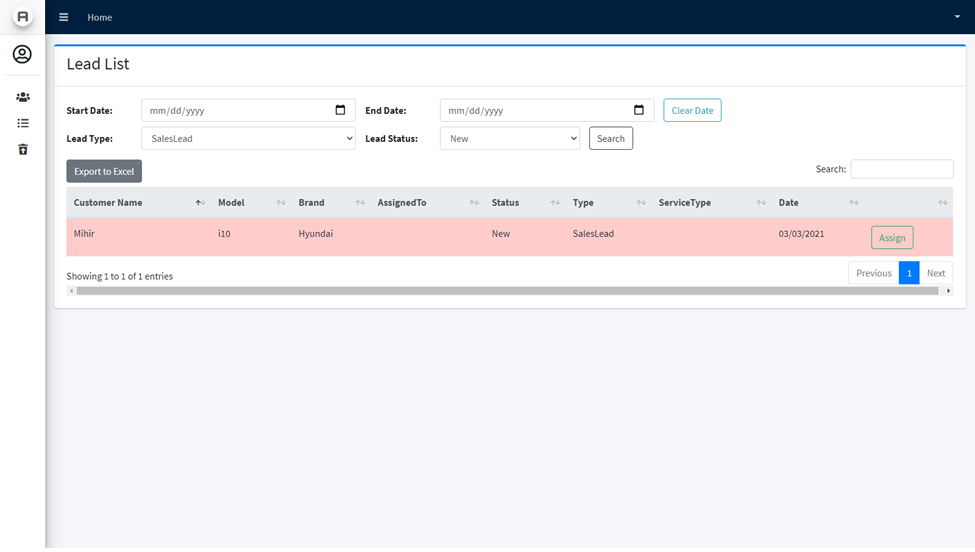 A
Home
Lead List
Start Date: mm/dd/yyyy End Date: mm/dd/yyyy Clear Date
Lead Type: SalesLead Lead Status: New Search
Export to Excel Search:
Customer Name Model Brand AssignedTo Status Type ServiceType Date
Mihir i10 Hyundai New SalesLead 03/03/2021 Assign
Showing 1 to 1 of 1 entries Previous 1 Next